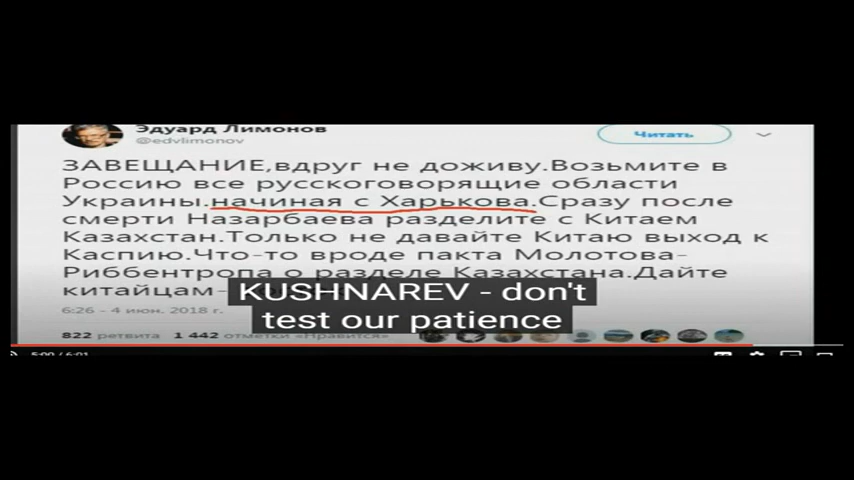 Эдуард Лимонов
@edvlimonov
Читать
ЗАВЕЩАНИЕ,вдруг не доживу.Возьмите в
Россию все русскоговорящие области
Украины.начиная с Харькова.Сразу после
смерти Назарбаева разделите с Китаем
Казахстан.Только не давайте Китаю выход к
Каспию.Что-то вроде пакта Молотова-
Риббентропа о разделе Казахстана.Дайте
китайцам-
KUSHNAREV - don't
test our patience
6:26 - 4 июн. 2018 г.
822 ретвита 1 442 отметки «Нравится»
5:00 / 6:01